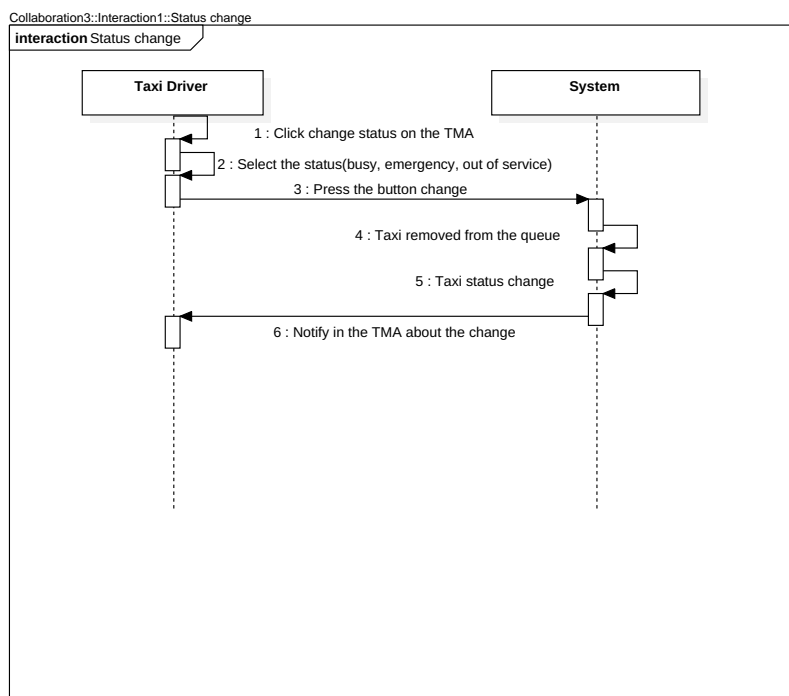 Collaboration3::Interaction1::Status change
interaction Status change
Taxi Driver
System
1 : Click change status on the TMA
2 : Select the status(busy, emergency, out of service)
3 : Press the button change
4 : Taxi removed from the queue
5 : Taxi status change
6 : Notify in the TMA about the change